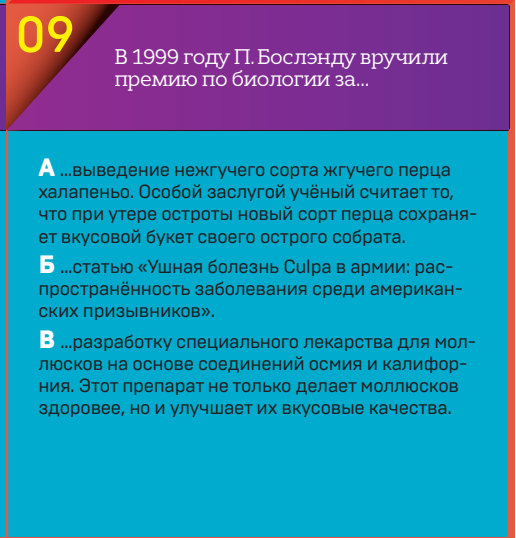 09
В 1999 году П. Бослэнду вручили
премию по биологии за...
А ...выведение нежгучего сорта жгучего перца
халапеньо. Особой заслугой учёный считает то,
что при утере остроты новый сорт перца сохраня-
ет вкусовой букет своего острого собрата.
Б ...статью «Ушная болезнь Culpa в армии: рас-
пространённость заболевания среди американ-
ских призывников».
В ...разработку специального лекарства для мол-
люсков на основе соединений осмия и калифор-
ния. Этот препарат не только делает моллюсков
здоровее, но и улучшает их вкусовые качества.